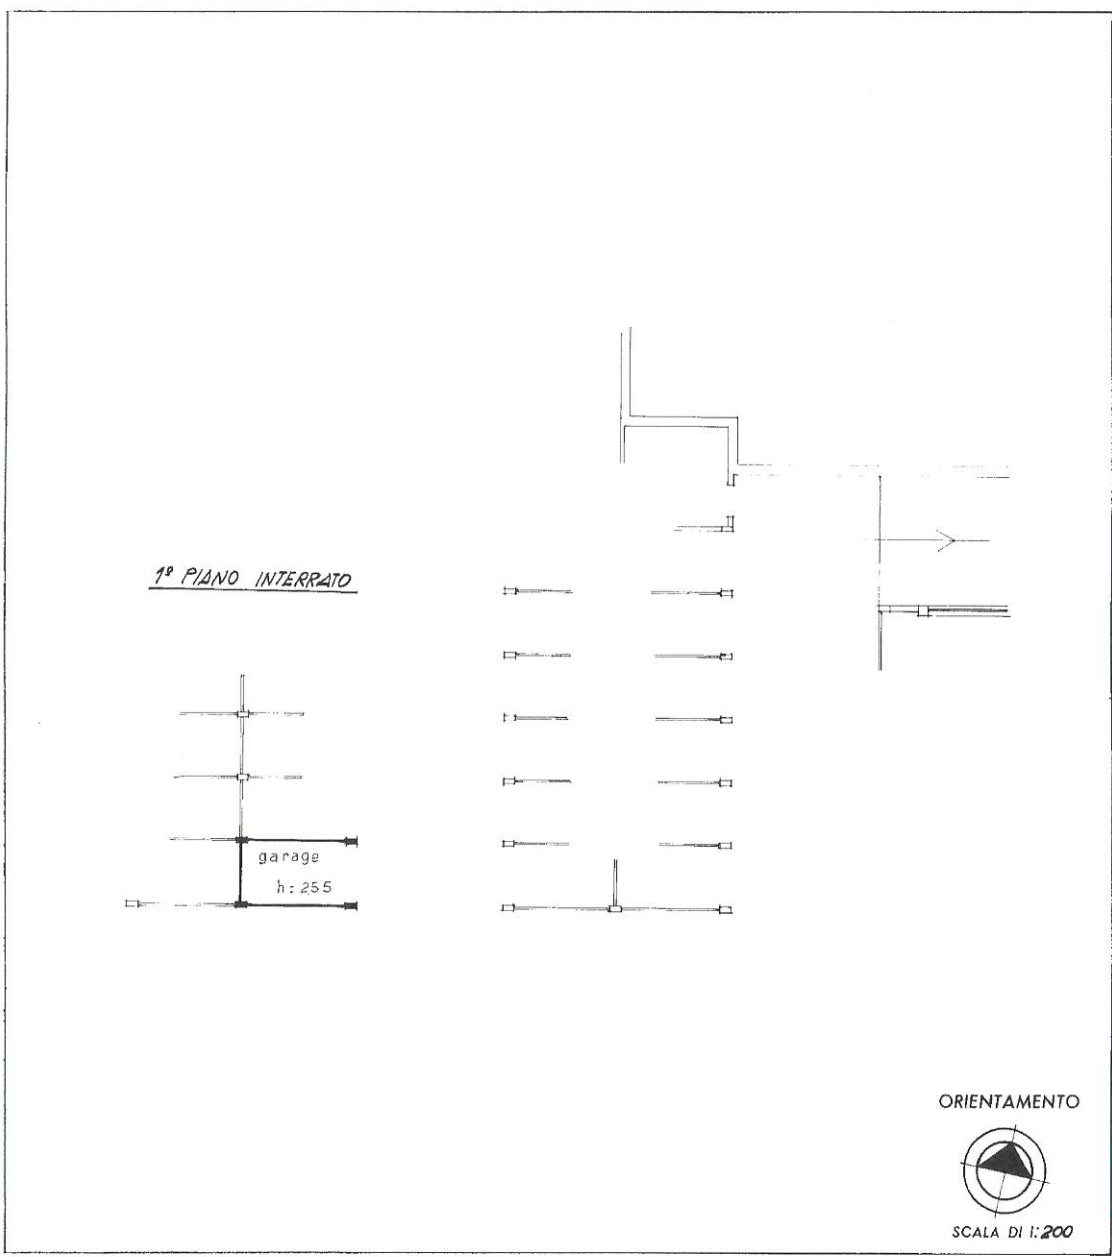 1º PIANO INTERRATO
garage
h: 255
ORIENTAMENTO
SCALA DI 1:200